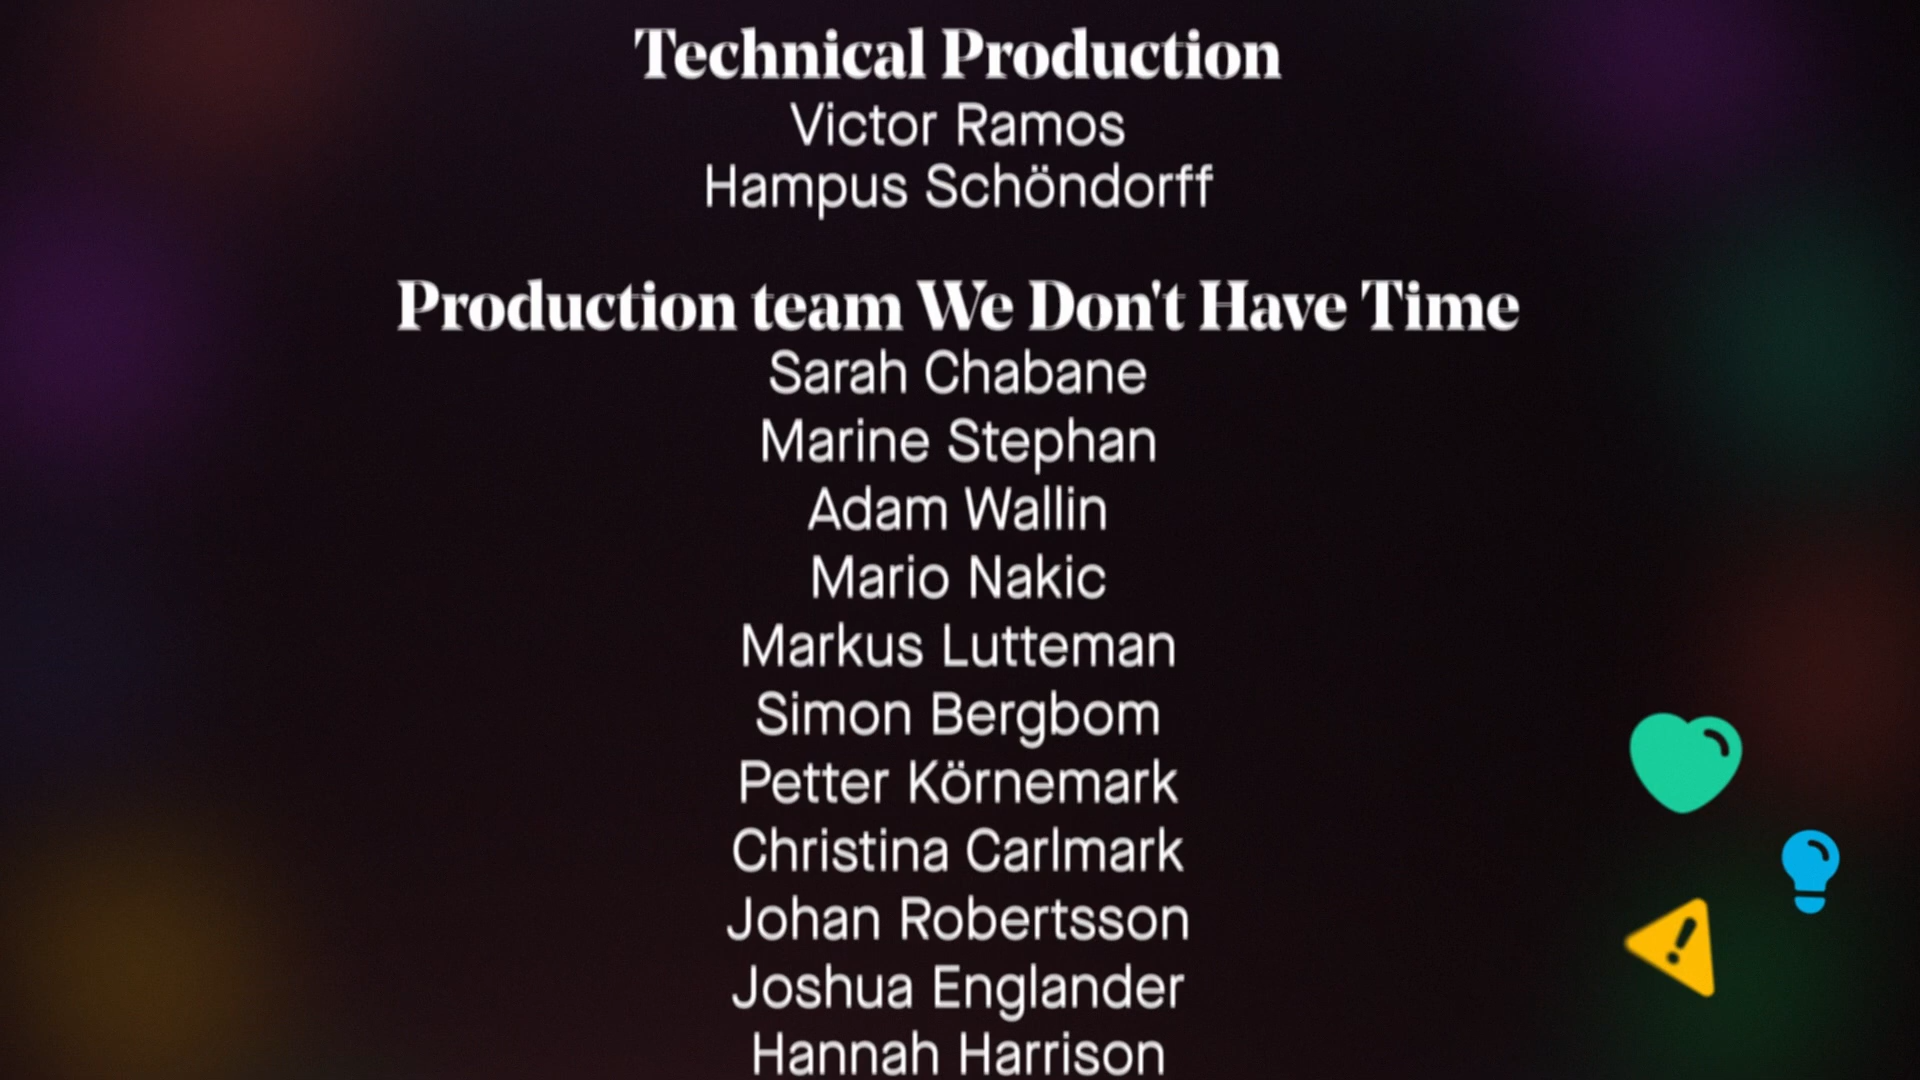 Technical Production
Victor Ramos
Hampus Schöndorff
Production team We Don't Have Time
Sarah Chabane
Marine Stephan
Adam Wallin
Mario Nakic
Markus Lutteman
Simon Bergbom
Petter Körnemark
Christina Carlmark
Johan Robertsson
Joshua Englander
Hannah Harrison